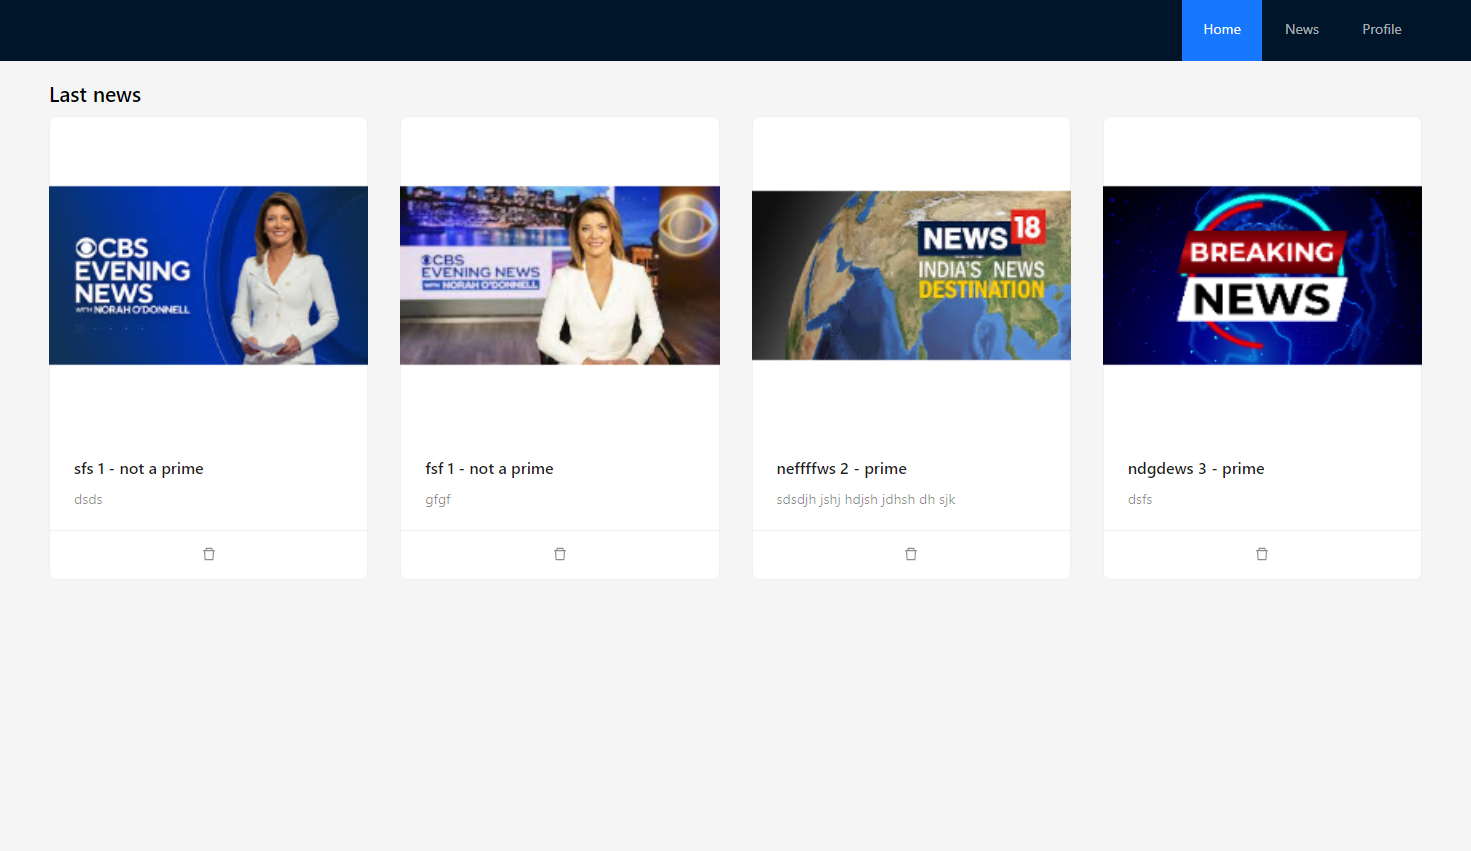 Home
News
Profile
Last news
CBS
EVENING
NEWS
WITH NORAH O'DONNELL
CBS
EVENING NEWS
WITH NORAH O'DONNELL
NEWS 18
INDIA'S NEWS
DESTINATION
BREAKING
NEWS
sfs 1 - not a prime
dsds
fsf 1 - not a prime
gfgf
neffffws 2 - prime
sdsdjh jshj hdjsh jdhsh dh sjk
ndgdews 3 - prime
dsfs